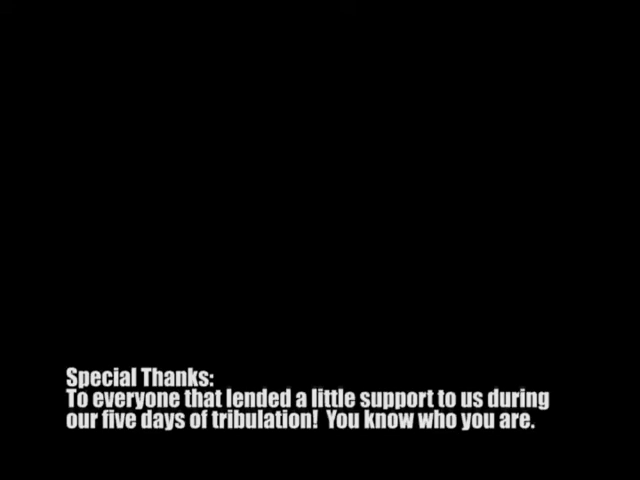 Special Thanks:
To everyone that lended a little support to us during
our five days of tribulation!  You know who you are.